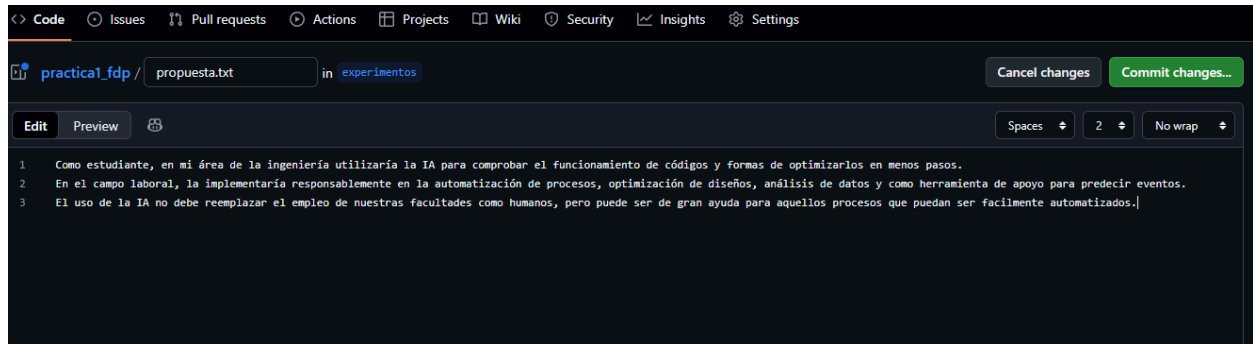 Code Issues Pull requests Actions Projects Wiki Security Insights Settings
practica1_fdp / propuesta.txt in experimentos Cancel changes Commit changes...
Edit Preview Spaces 2 No wrap
1 Como estudiante, en mi área de la ingeniería utilizaría la IA para comprobar el funcionamiento de códigos y formas de optimizarlos en menos pasos.
2 En el campo laboral, la implementaría responsablemente en la automatización de procesos, optimización de diseños, análisis de datos y como herramienta de apoyo para predecir eventos.
3 El uso de la IA no debe reemplazar el empleo de nuestras facultades como humanos, pero puede ser de gran ayuda para aquellos procesos que puedan ser facilmente automatizados.